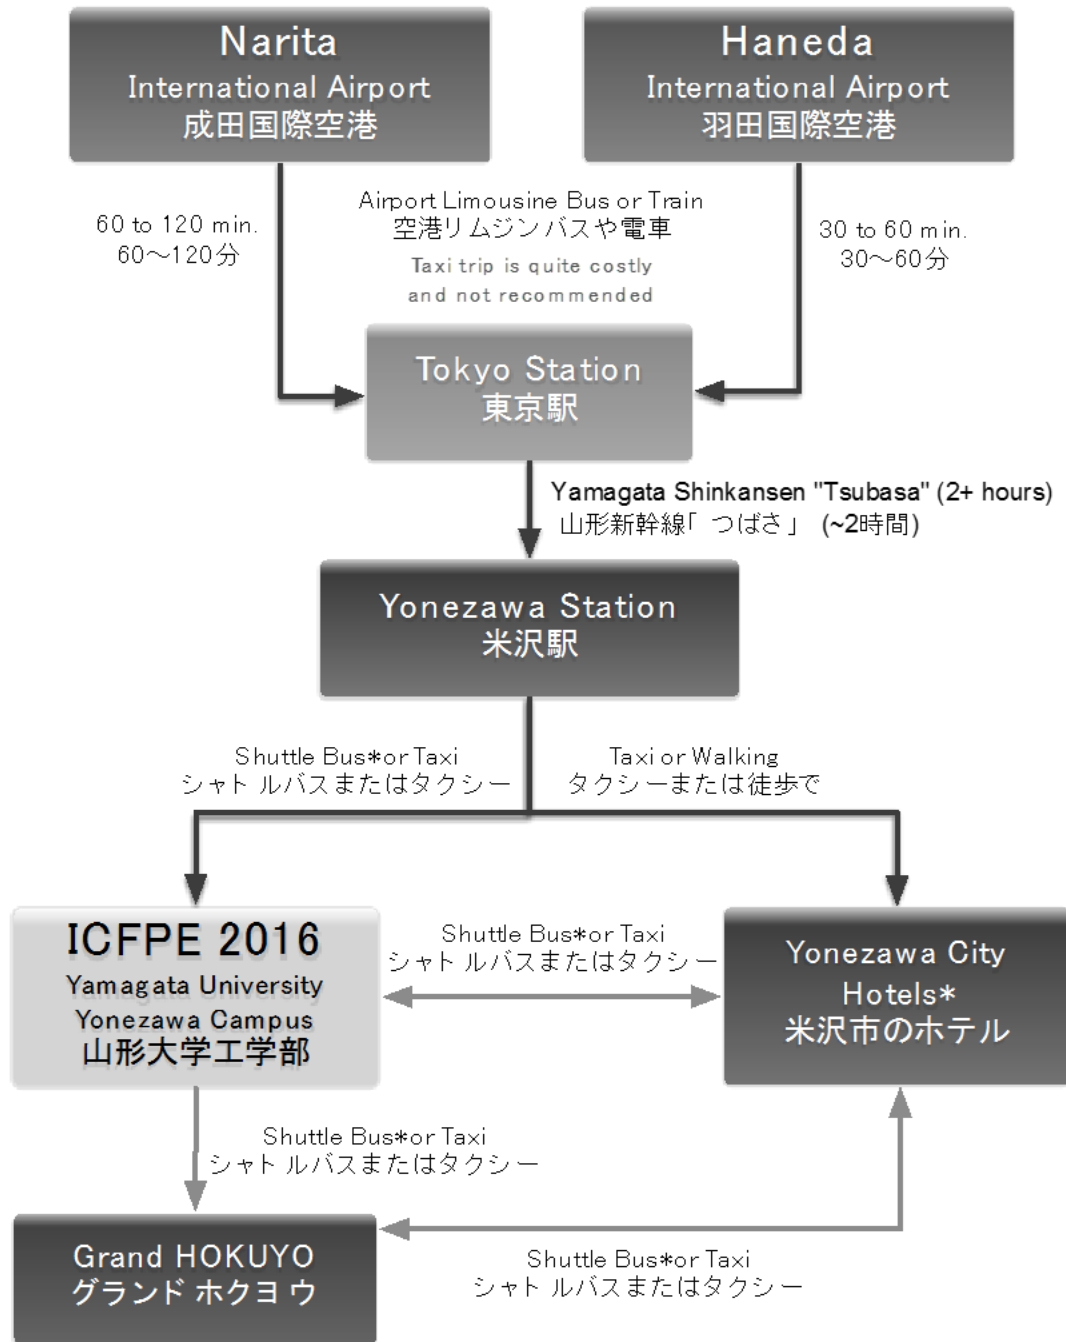 Narita
International Airport
成田国際空港
Haneda
International Airport
羽田国際空港
60 to 120 min.
60～120分
Airport Limousine Bus or Train
空港リムジンバスや電車
Taxi trip is quite costly
and not recommended
30 to 60 min.
30～60分
Tokyo Station
東京駅
Yamagata Shinkansen "Tsubasa" (2+ hours)
山形新幹線「つばさ」 (~2時間)
Yonezawa Station
米沢駅
Shuttle Bus*or Taxi
シャトルバスまたはタクシー
Taxi or Walking
タクシーまたは徒歩で
ICFPE 2016
Yamagata University
Yonezawa Campus
山形大学工学部
Shuttle Bus*or Taxi
シャトルバスまたはタクシー
Yonezawa City
Hotels*
米沢市のホテル
Shuttle Bus*or Taxi
シャトルバスまたはタクシー
Grand HOKUYO
グランドホクヨウ
Shuttle Bus*or Taxi
シャトルバスまたはタクシー